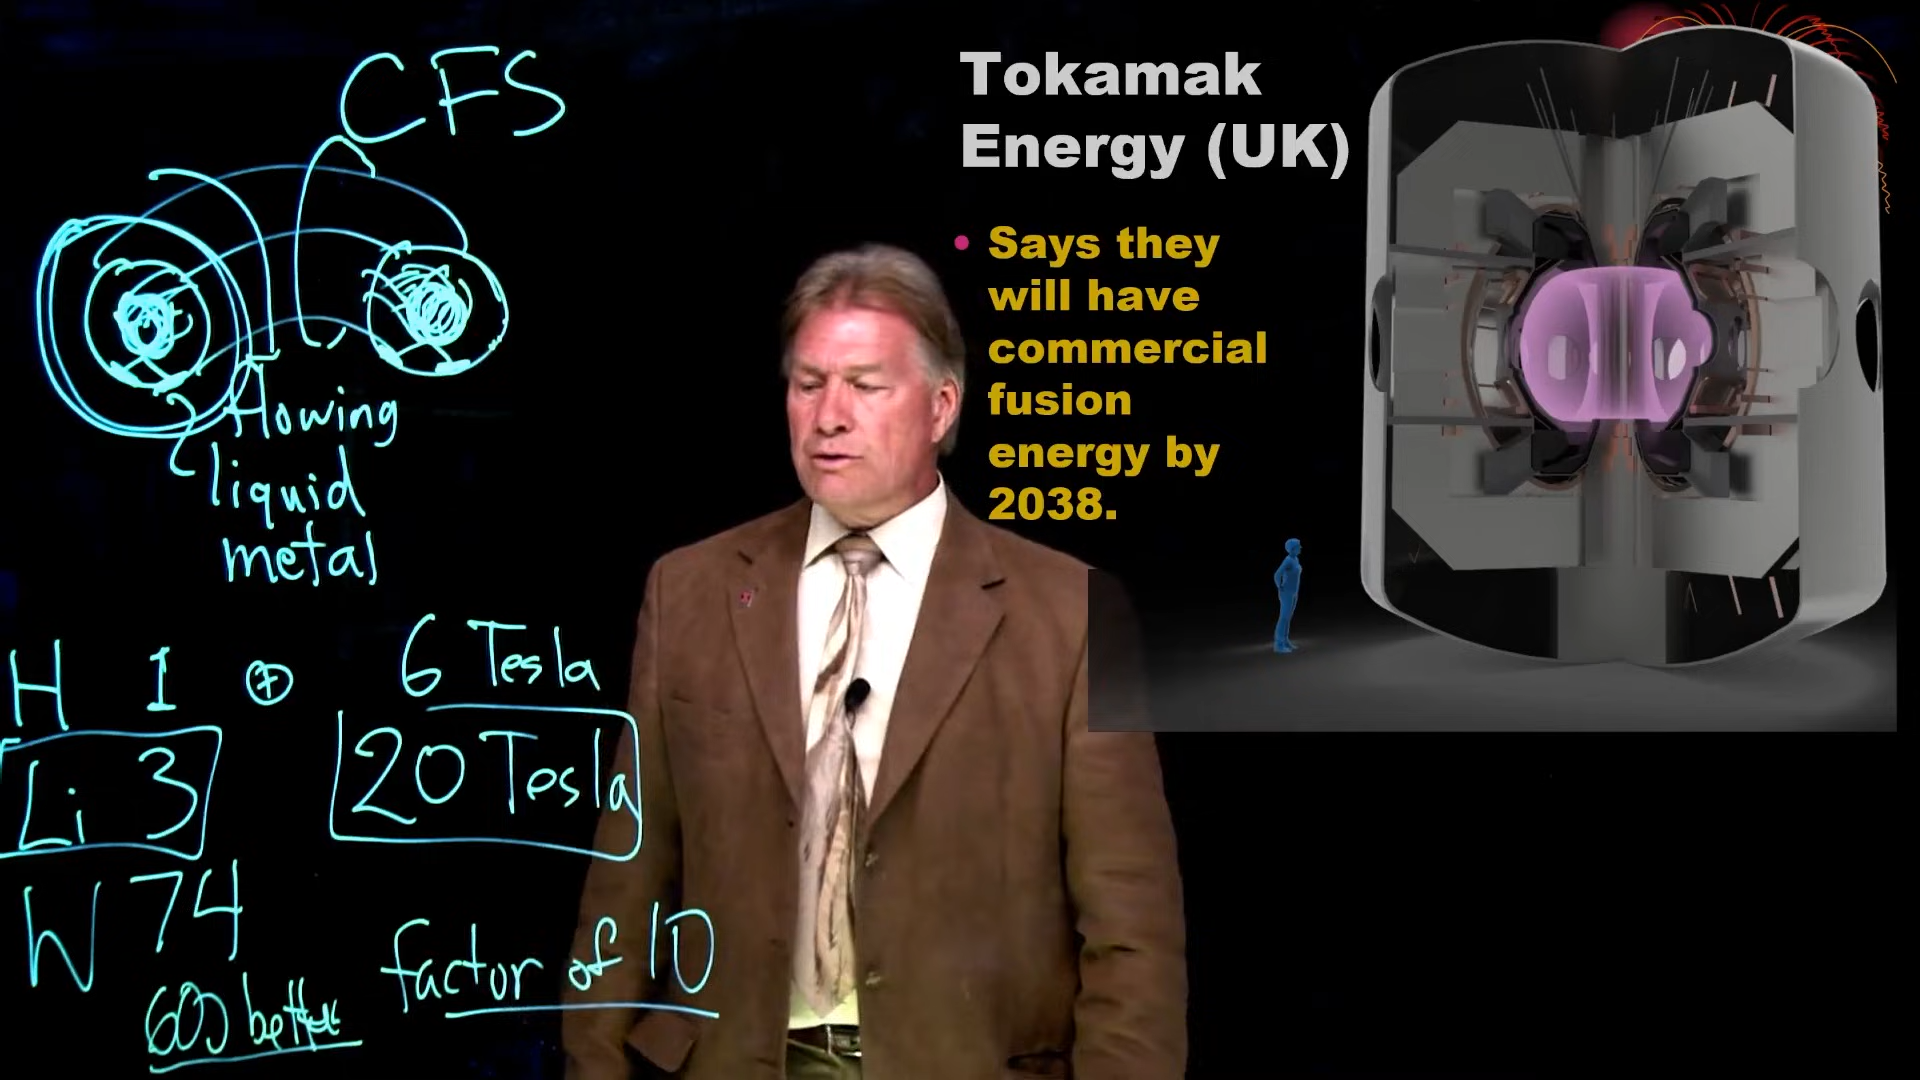 CFS
flowing
liquid
metal
H 1 +
6 Tesla
Li 3
20 Tesla
W 74
factor of 10
600 better
Tokamak
Energy (UK)
• Says they
will have
commercial
fusion
energy by
2038.